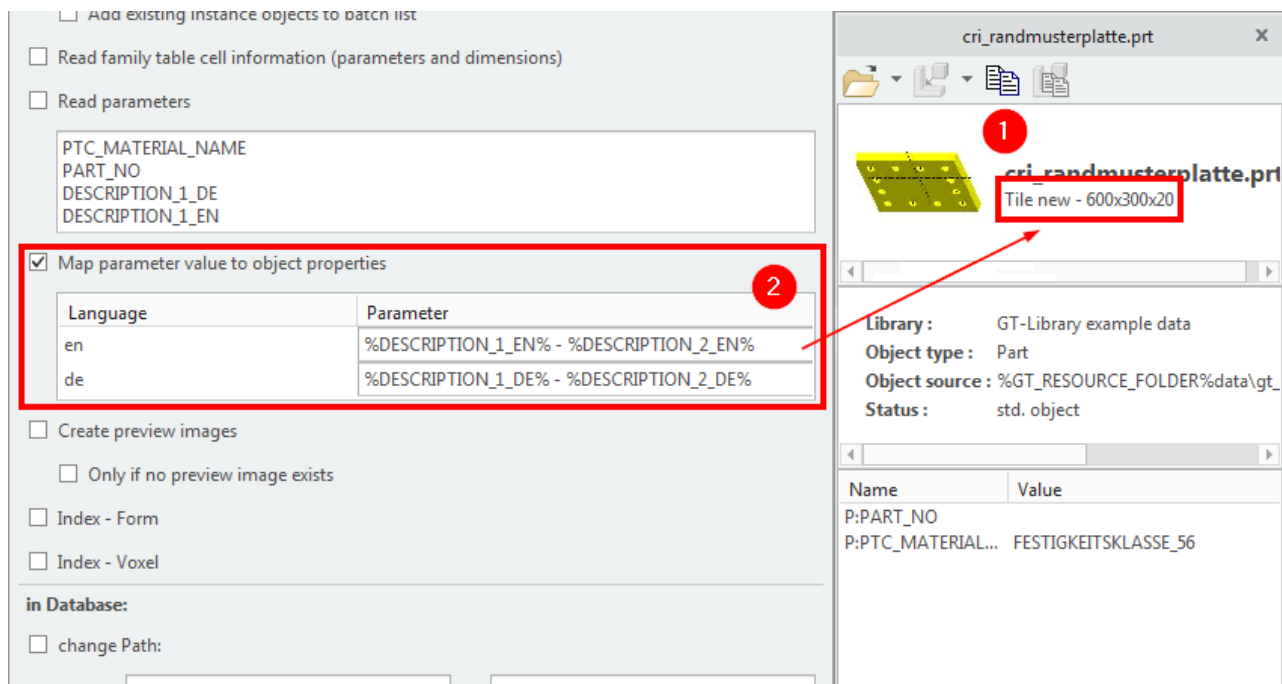 Add existing instance objects to batch list
Read family table cell information (parameters and dimensions)
Read parameters
PTC_MATERIAL_NAME
PART_NO
DESCRIPTION_1_DE
DESCRIPTION_1_EN
Map parameter value to object properties
2
Language Parameter
en %DESCRIPTION_1_EN% - %DESCRIPTION_2_EN%
de %DESCRIPTION_1_DE% - %DESCRIPTION_2_DE%
Create preview images
Only if no preview image exists
Index - Form
Index - Voxel
in Database:
change Path:
cri_randmusterplatte.prt x
1
cri_randmusterplatte.prt
Tile new - 600x300x20
Library : GT-Library example data
Object type : Part
Object source : %GT_RESOURCE_FOLDER%data\gt_
Status : std. object
Name Value
P:PART_NO
P:PTC_MATERIAL... FESTIGKEITSKLASSE_56